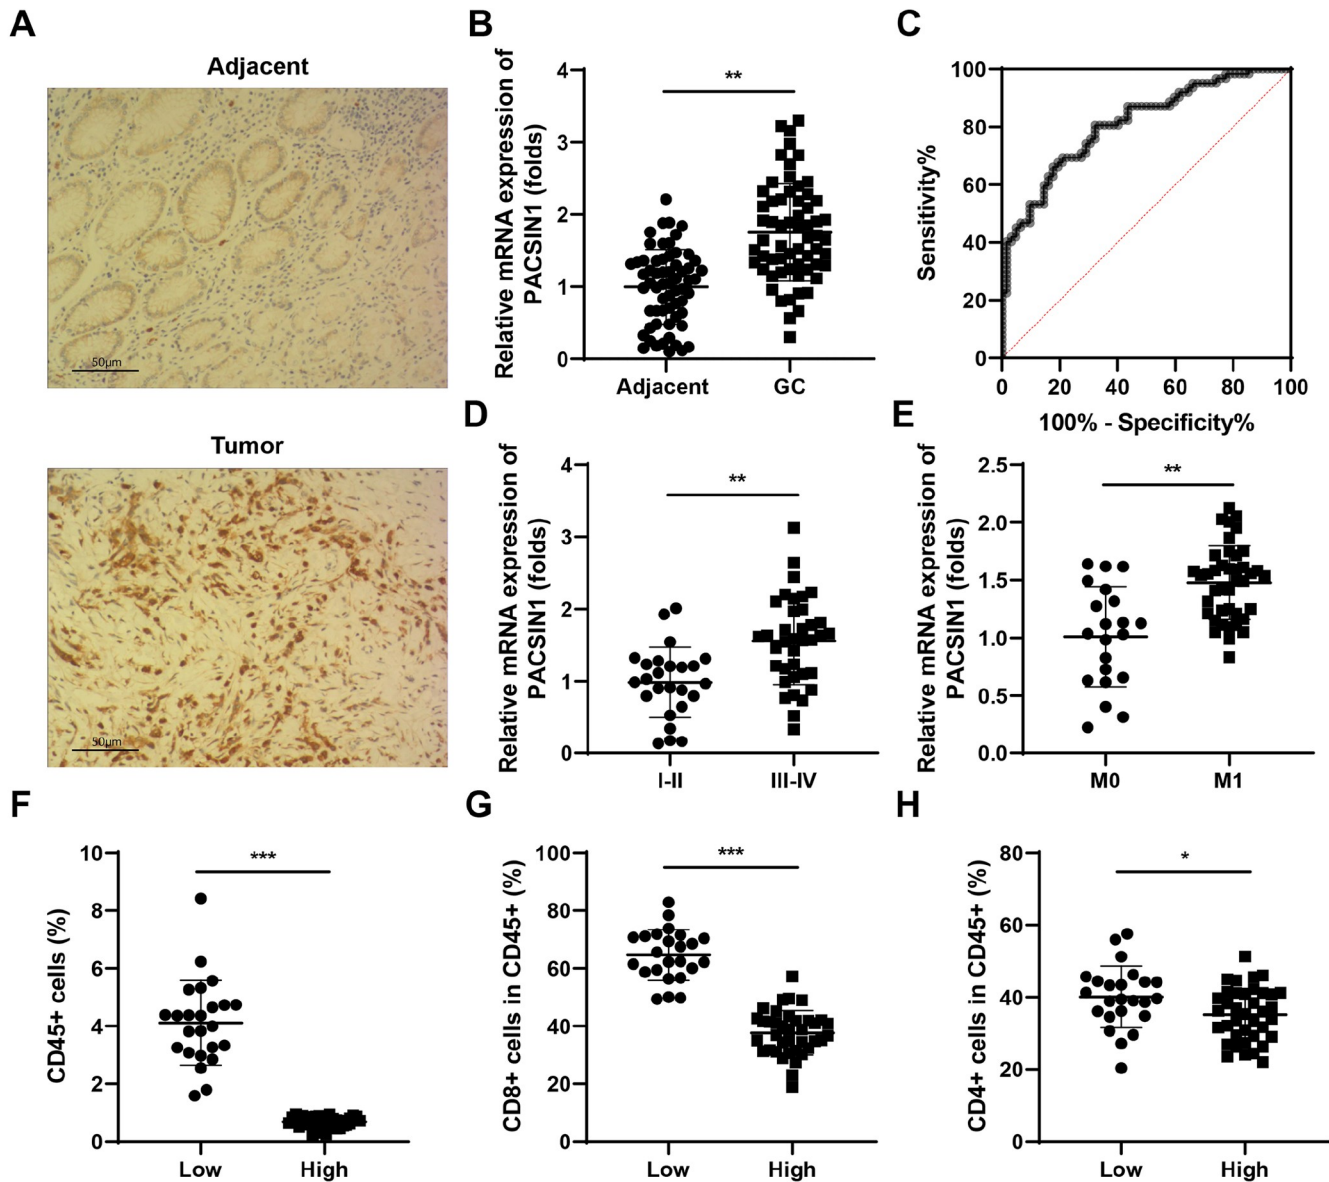 A
Adjacent
50μm
Tumor
50μm
B
Relative mRNA expression of
PACSIN1 (folds)
4
3
2
1
0
**
Adjacent
GC
C
Sensitivity%
100
80
60
40
20
0
0
20
40
60
80
100
100% - Specificity%
D
Relative mRNA expression of
PACSIN1 (folds)
4
3
2
1
0
**
I-II
III-IV
E
Relative mRNA expression of
PACSIN1 (folds)
2.5
2.0
1.5
1.0
0.5
0.0
**
M0
M1
F
CD45+ cells (%)
10
8
6
4
2
0
***
Low
High
G
CD8+ cells in CD45+ (%)
100
80
60
40
20
0
***
Low
High
H
CD4+ cells in CD45+ (%)
80
60
40
20
0
*
Low
High